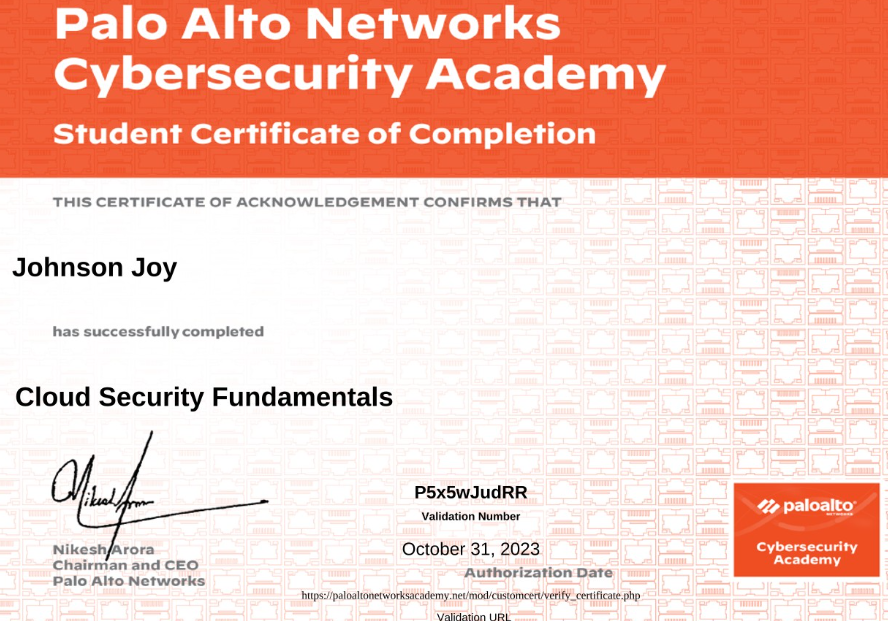 Palo Alto Networks
Cybersecurity Academy
Student Certificate of Completion
THIS CERTIFICATE OF ACKNOWLEDGEMENT CONFIRMS THAT
Johnson Joy
has successfully completed
Cloud Security Fundamentals
Nikesh Arora
Chairman and CEO
Palo Alto Networks
P5x5wJudRR
Validation Number
October 31, 2023
Authorization Date
https://paloaltonetworksacademy.net/mod/customcert/verify_certificate.php
Validation URL
paloalto
NETWORKS
Cybersecurity
Academy